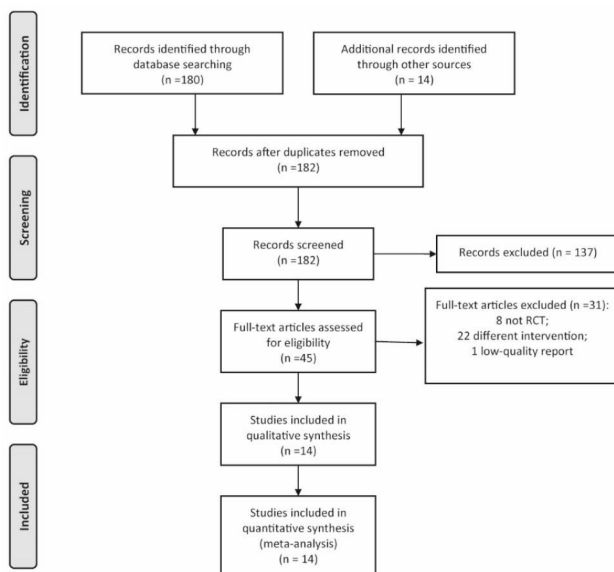 Identification
Records identified through
database searching
(n =180)
Additional records identified
through other sources
(n = 14)
Records after duplicates removed
(n =182)
Screening
Records screened
(n =182)
Records excluded (n = 137)
Eligibility
Full-text articles assessed
for eligibility
(n =45)
Full-text articles excluded (n =31):
8 not RCT;
22 different intervention;
1 low-quality report
Studies included in
qualitative synthesis
(n =14)
Included
Studies included in
quantitative synthesis
(meta-analysis)
(n = 14)